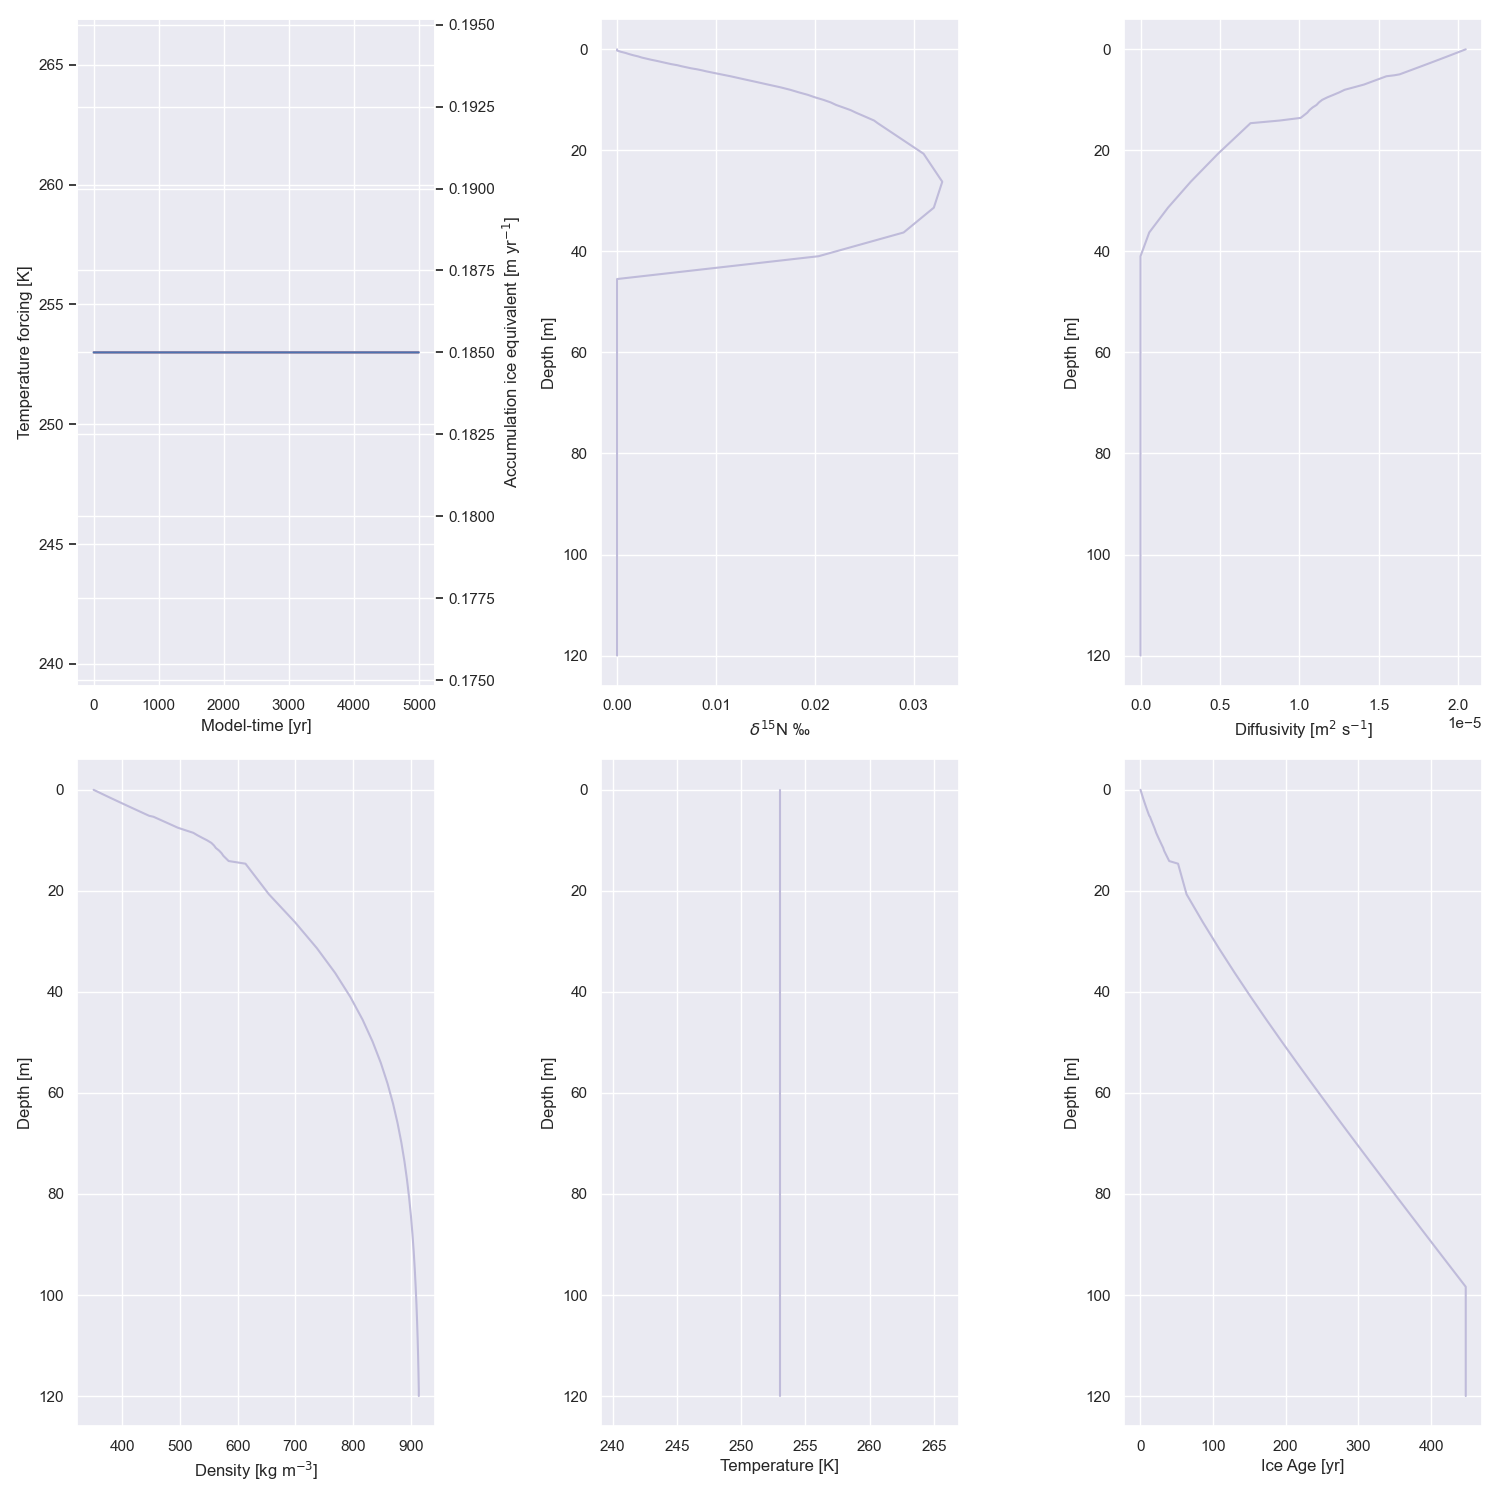 Temperature forcing [K]
265
260
255
250
245
240
0.1950
0.1925
0.1900
0.1875
0.1850
0.1825
0.1800
0.1775
0.1750
Accumulation ice equivalent [m yr⁻¹]
0 1000 2000 3000 4000 5000
Model-time [yr]
Depth [m]
0
20
40
60
80
100
120
0.00 0.01 0.02 0.03
δ¹⁵N ‰
Depth [m]
0
20
40
60
80
100
120
0.0 0.5 1.0 1.5 2.0
1e−5
Diffusivity [m² s⁻¹]
Depth [m]
0
20
40
60
80
100
120
400 500 600 700 800 900
Density [kg m⁻³]
Depth [m]
0
20
40
60
80
100
120
240 245 250 255 260 265
Temperature [K]
Depth [m]
0
20
40
60
80
100
120
0 100 200 300 400
Ice Age [yr]